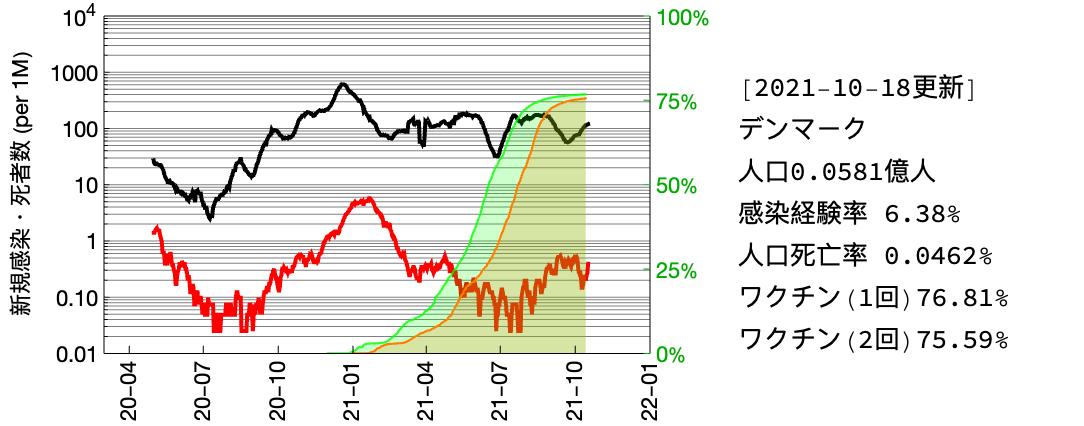 新規感染・死者数 (per 1M)
10⁴
1000
100
10
1
0.1
0.10
0.01
100%
75%
50%
25%
0%
20-04
20-07
20-10
21-01
21-04
21-07
21-10
22-01
[2021-10-18更新]
デンマーク
人口0.0581億人
感染経験率 6.38%
人口死亡率 0.0462%
ワクチン(1回)76.81%
ワクチン(2回)75.59%